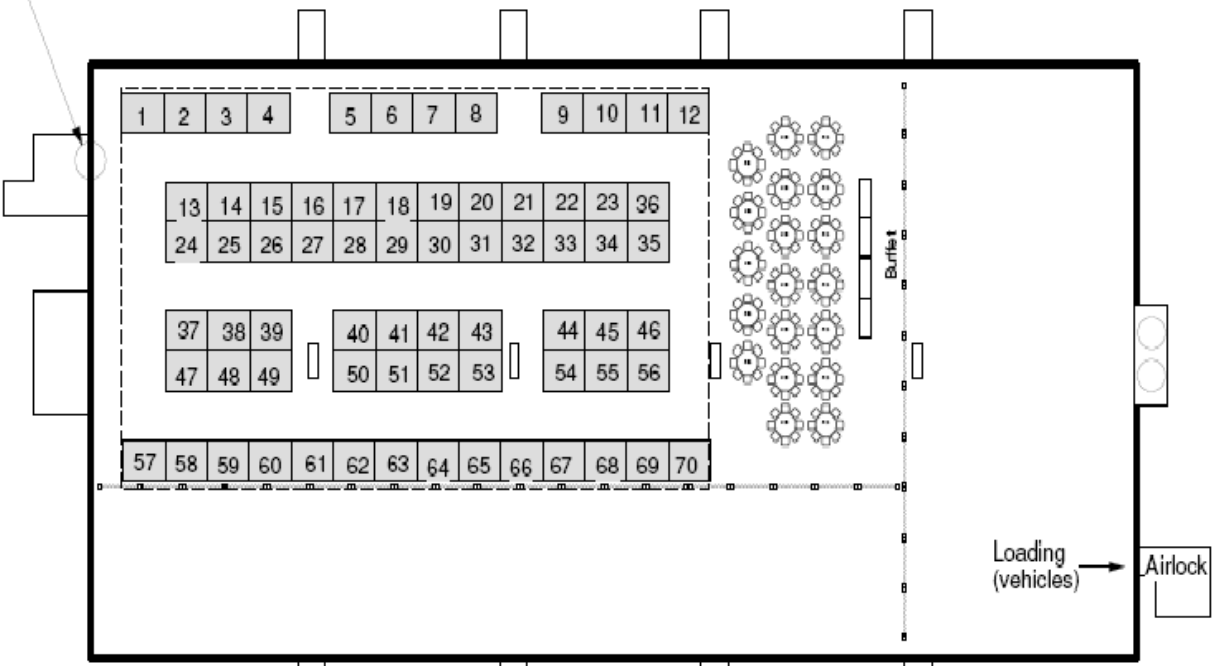 1 2 3 4 5 6 7 8 9 10 11 12
13 14 15 16 17 18 19 20 21 22 23 36
24 25 26 27 28 29 30 31 32 33 34 35
Buffet
37 38 39 40 41 42 43 44 45 46
47 48 49 50 51 52 53 54 55 56
57 58 59 60 61 62 63 64 65 66 67 68 69 70
Loading
(vehicles)
Airlock